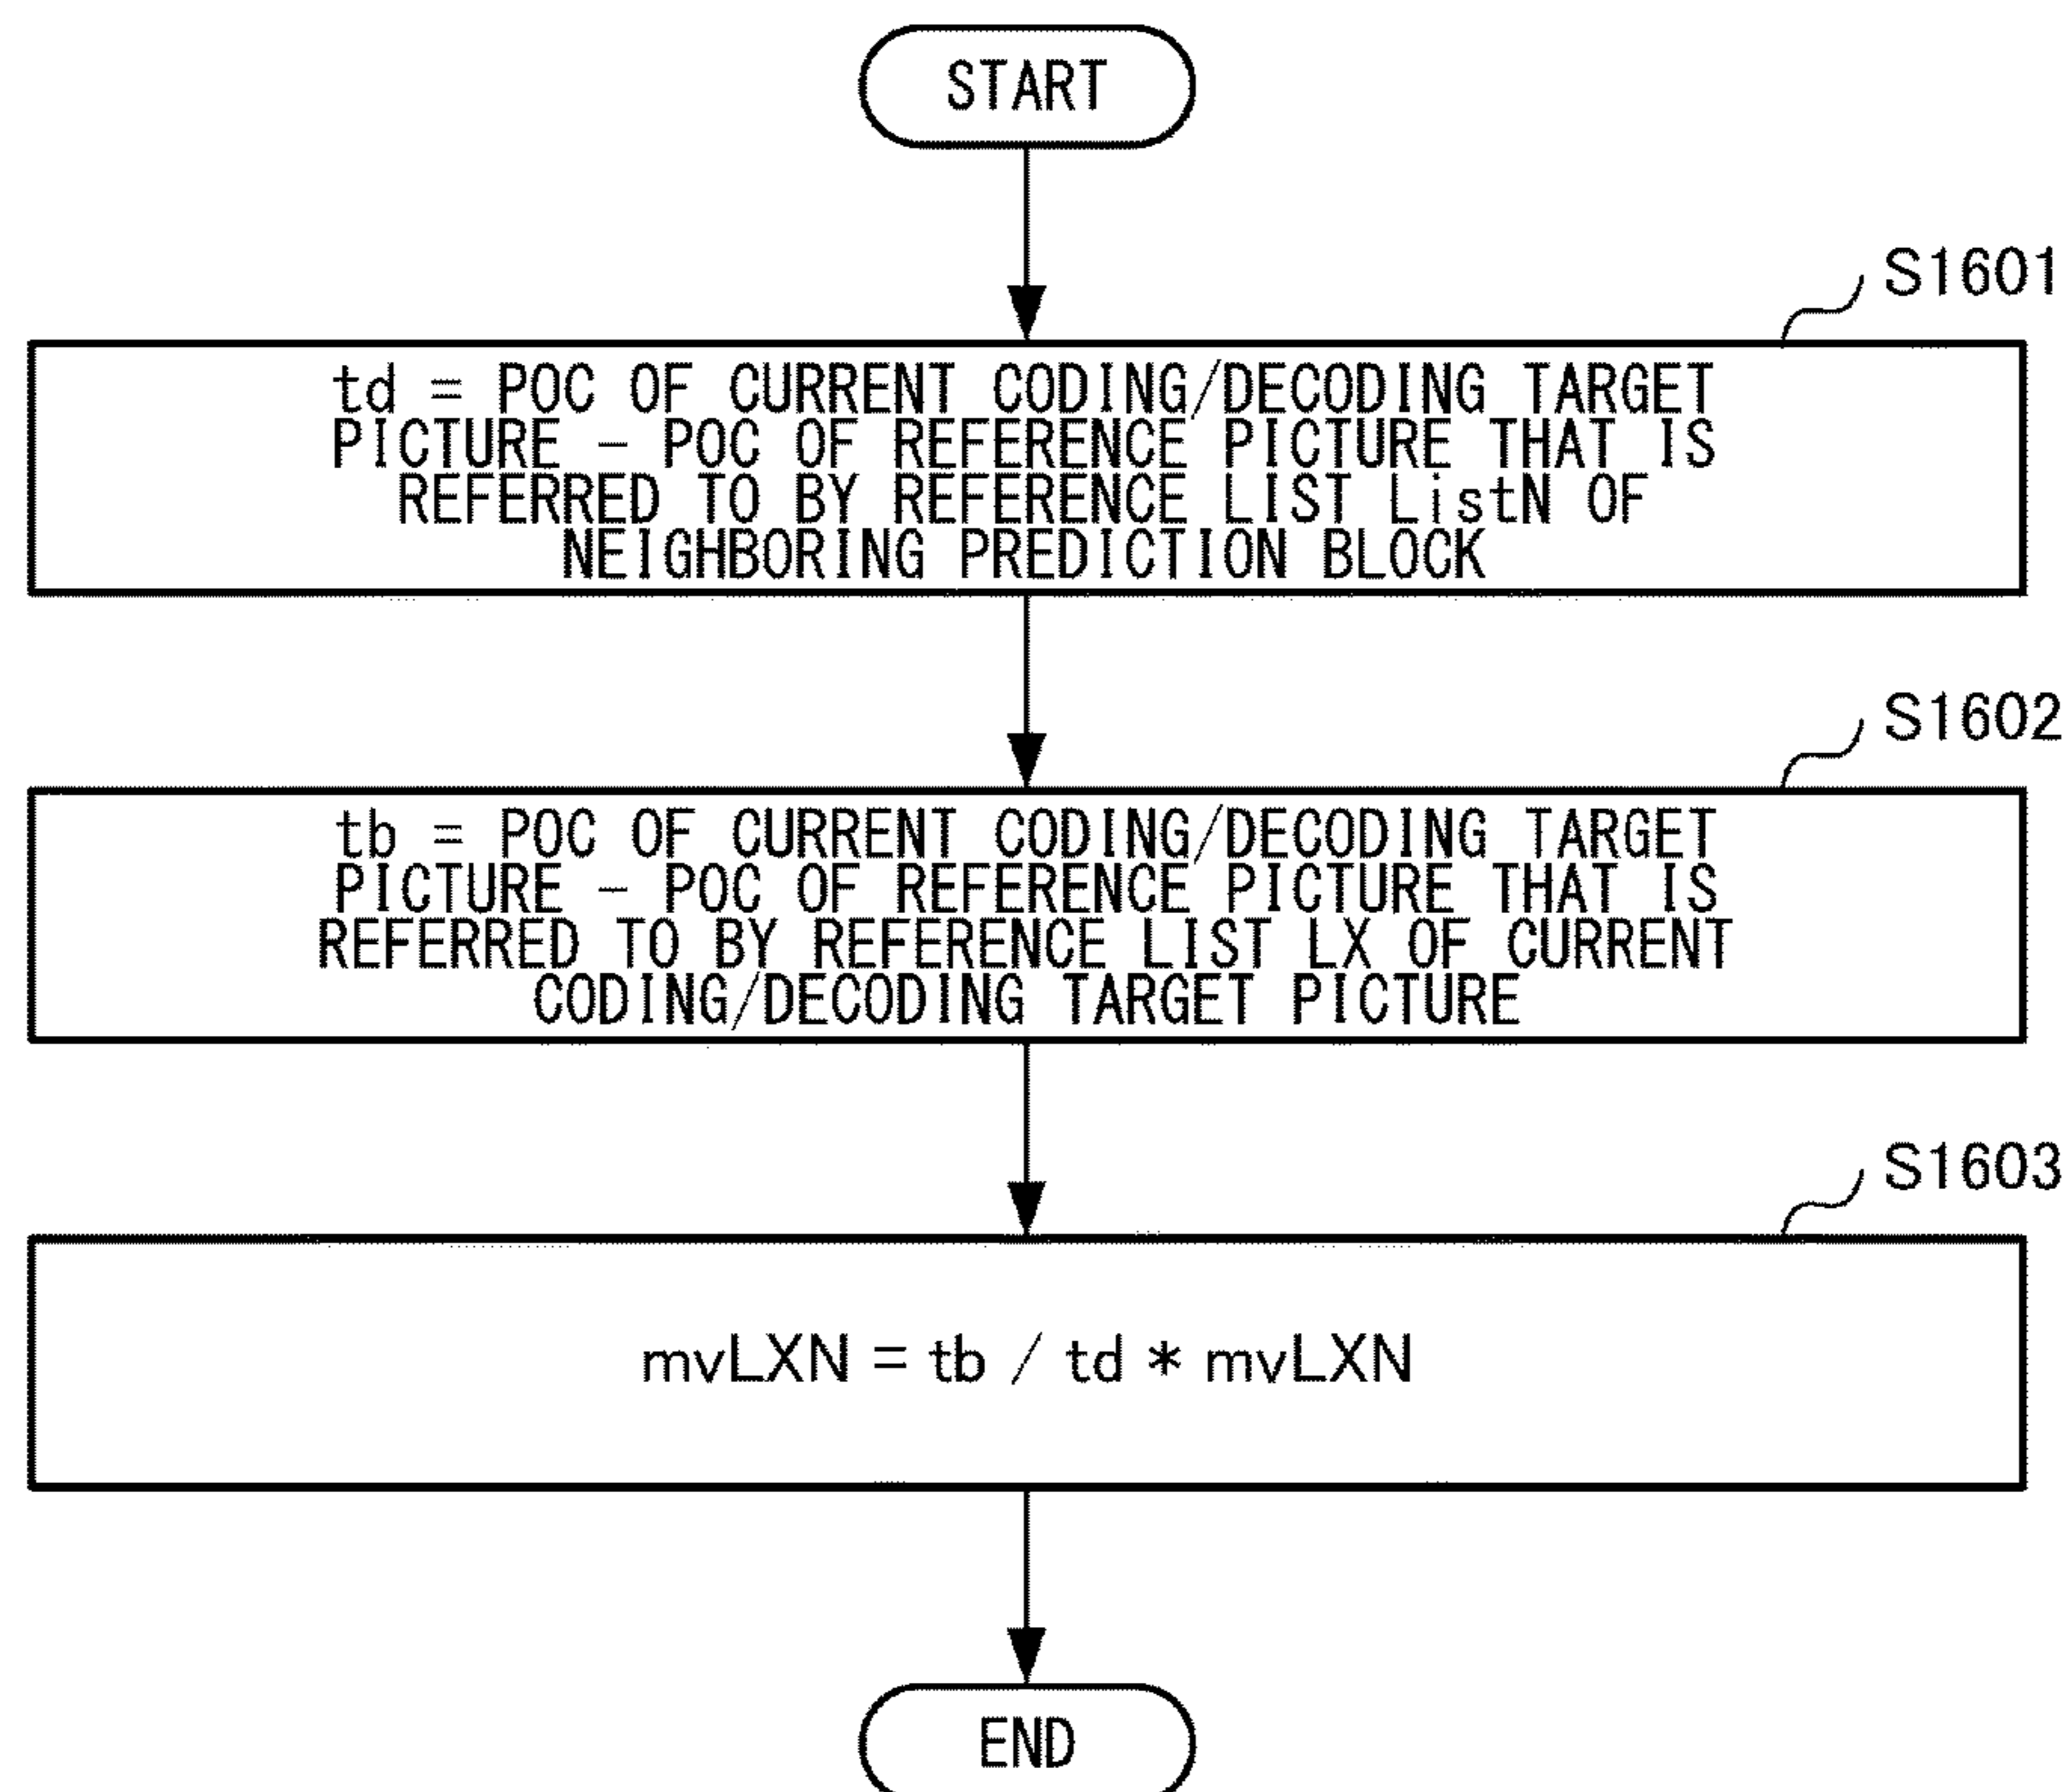 START
S1601
td = POC OF CURRENT CODING/DECODING TARGET
PICTURE - POC OF REFERENCE PICTURE THAT IS
REFERRED TO BY REFERENCE LIST ListN OF
NEIGHBORING PREDICTION BLOCK
S1602
tb = POC OF CURRENT CODING/DECODING TARGET
PICTURE - POC OF REFERENCE PICTURE THAT IS
REFERRED TO BY REFERENCE LIST LX OF CURRENT
CODING/DECODING TARGET PICTURE
S1603
mvLXN = tb / td * mvLXN
END